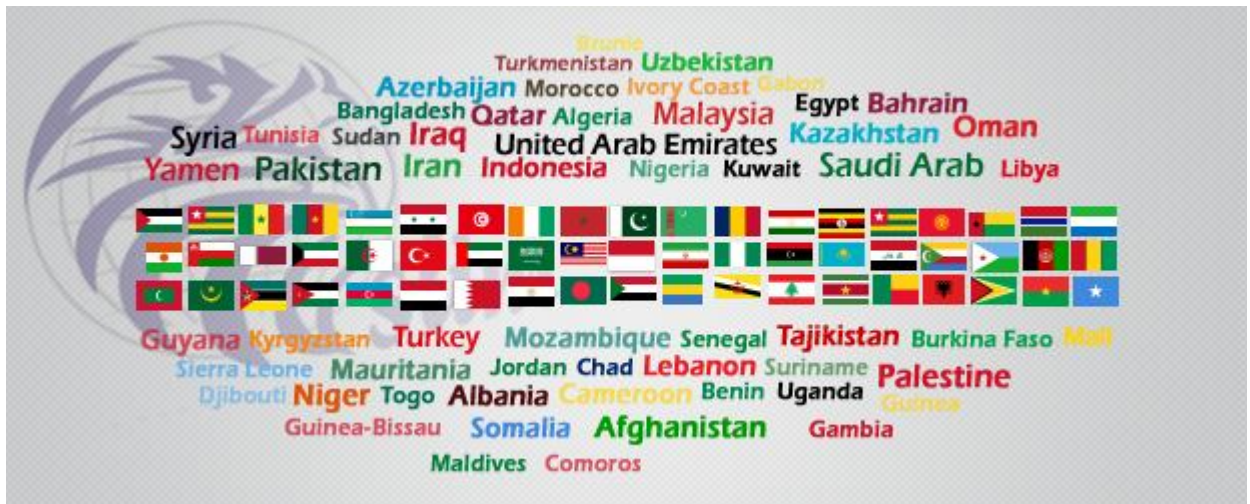 Brunie
Turkmenistan Uzbekistan
Azerbaijan Morocco Ivory Coast Gabon
Bangladesh Qatar Algeria Malaysia Egypt Bahrain
Syria Tunisia Sudan Iraq United Arab Emirates Kazakhstan Oman
Yamen Pakistan Iran Indonesia Nigeria Kuwait Saudi Arab Libya
Guyana Kyrgyzstan Turkey Mozambique Senegal Tajikistan Burkina Faso Mali
Sierra Leone Mauritania Jordan Chad Lebanon Suriname Palestine
Djibouti Niger Togo Albania Cameroon Benin Uganda Guinea
Guinea-Bissau Somalia Afghanistan Gambia
Maldives Comoros